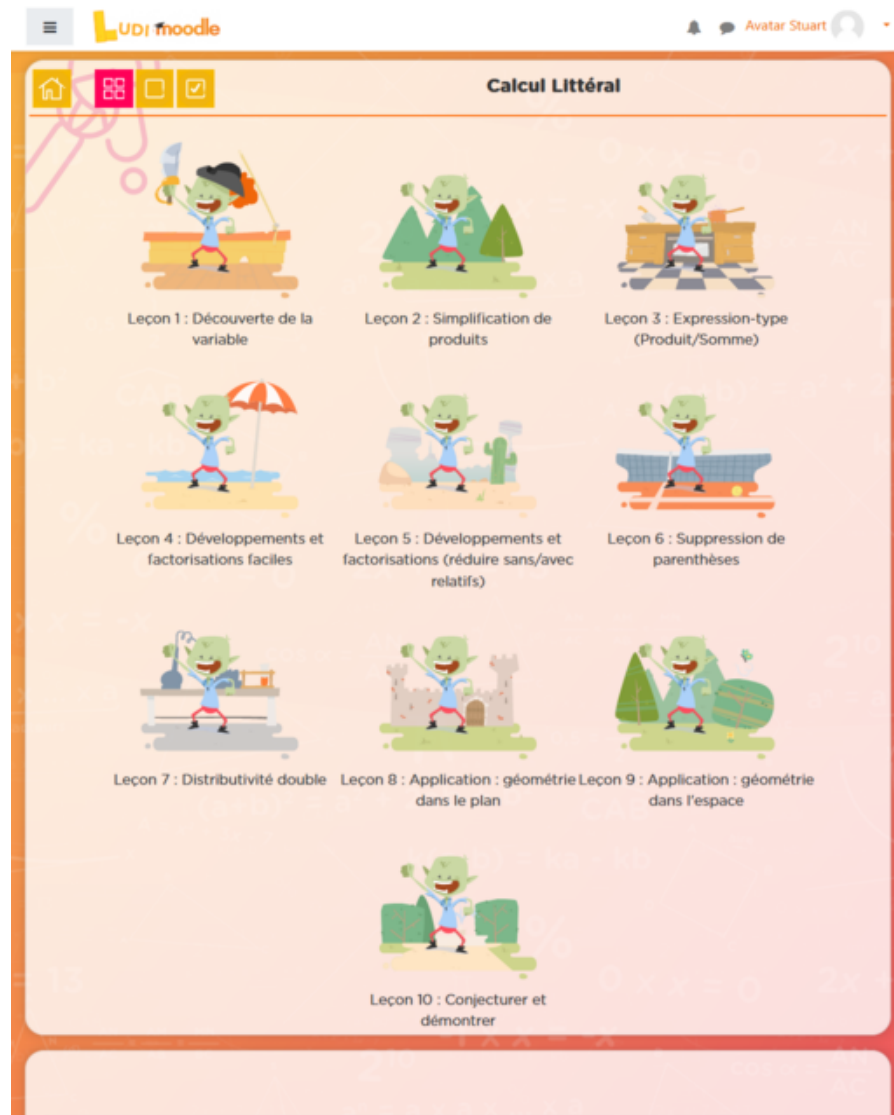 LUDI moodle
Avatar Stuart
Calcul Littéral
Leçon 1 : Découverte de la
variable
Leçon 2 : Simplification de
produits
Leçon 3 : Expression-type
(Produit/Somme)
Leçon 4 : Développements et
factorisations faciles
Leçon 5 : Développements et
factorisations (réduire sans/avec
relatifs)
Leçon 6 : Suppression de
parenthèses
Leçon 7 : Distributivité double
Leçon 8 : Application : géométrie
dans le plan
Leçon 9 : Application : géométrie
dans l'espace
Leçon 10 : Conjecturer et
démontrer